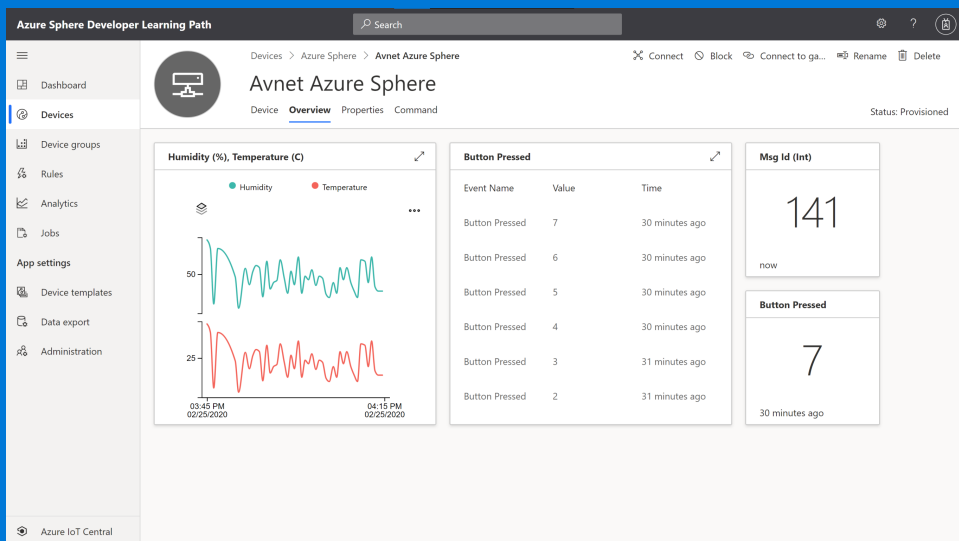 Azure Sphere Developer Learning Path
Search
?
Dashboard
Devices
Device groups
Rules
Analytics
Jobs
App settings
Device templates
Data export
Administration
Azure IoT Central
Devices > Azure Sphere > Avnet Azure Sphere
Connect Block Connect to ga... Rename Delete
Avnet Azure Sphere
Device Overview Properties Command
Status: Provisioned
Humidity (%), Temperature (C)
Humidity Temperature
50
25
03:45 PM 04:15 PM
02/25/2020 02/25/2020
Button Pressed
Event Name Value Time
Button Pressed 7 30 minutes ago
Button Pressed 6 30 minutes ago
Button Pressed 5 30 minutes ago
Button Pressed 4 30 minutes ago
Button Pressed 3 31 minutes ago
Button Pressed 2 31 minutes ago
Msg Id (Int)
141
now
Button Pressed
7
30 minutes ago